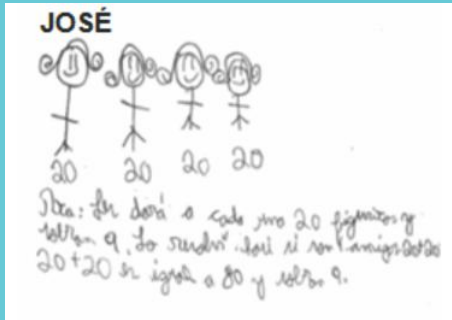 JOSÉ
20 20 20 20
Rta: Les dará a cada uno 20 figuritas y
sobran 9. Lo resolví así si son 4 amigos 20+20
20+20 es igual a 80 y sobran 9.